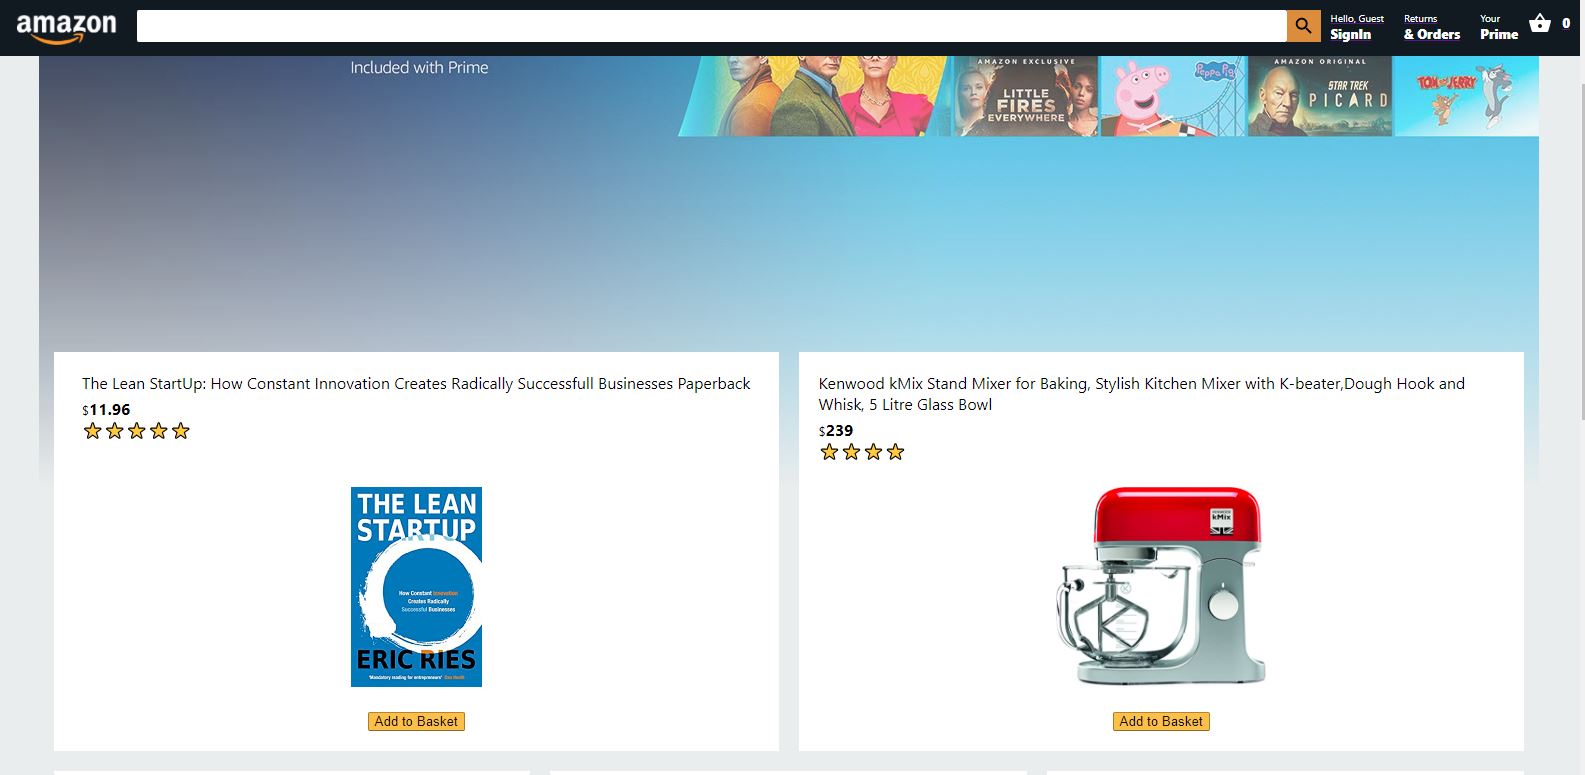 amazon
Hello, Guest
SignIn
Returns
& Orders
Your
Prime
0
Included with Prime
AMAZON EXCLUSIVE
LITTLE
FIRES
EVERYWHERE
Peppa Pig
AMAZON ORIGINAL
STAR TREK
PICARD
TOM AND JERRY
The Lean StartUp: How Constant Innovation Creates Radically Successfull Businesses Paperback
$11.96
THE LEAN
STARTUP
How Constant Innovation
Creates Radically
Successful Businesses
ERIC RIES
'Mandatory reading for entrepreneurs' Dan Heath
Add to Basket
Kenwood kMix Stand Mixer for Baking, Stylish Kitchen Mixer with K-beater,Dough Hook and
Whisk, 5 Litre Glass Bowl
$239
KENWOOD
kMix
Add to Basket